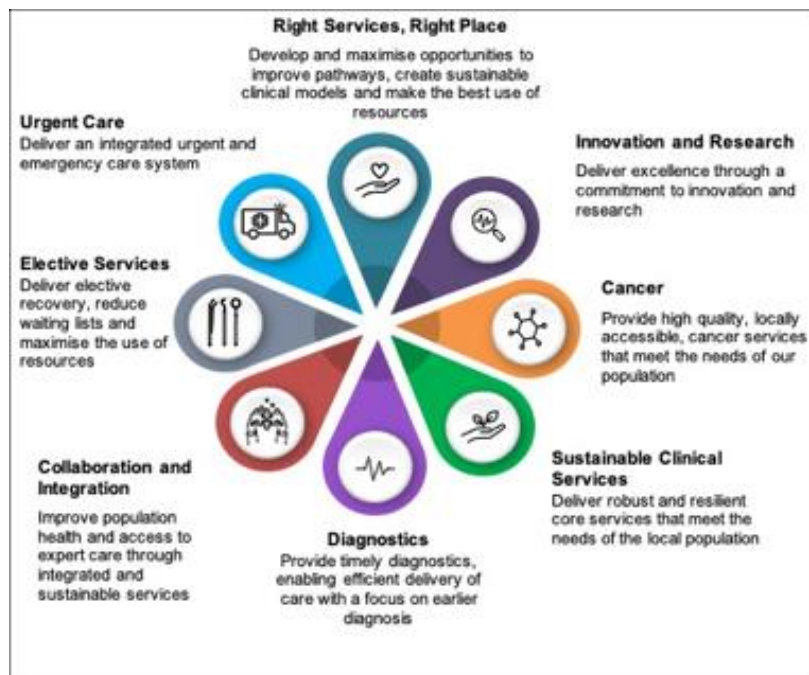 Right Services, Right Place
Develop and maximise opportunities to
improve pathways, create sustainable
clinical models and make the best use of
resources
Innovation and Research
Deliver excellence through a
commitment to innovation and
research
Cancer
Provide high quality, locally
accessible, cancer services
that meet the needs of our
population
Sustainable Clinical
Services
Deliver robust and resilient
core services that meet the
needs of the local population
Diagnostics
Provide timely diagnostics,
enabling efficient delivery of
care with a focus on earlier
diagnosis
Collaboration and
Integration
Improve population
health and access to
expert care through
integrated and
sustainable services
Elective Services
Deliver elective
recovery, reduce
waiting lists and
maximise the use of
resources
Urgent Care
Deliver an integrated urgent and
emergency care system